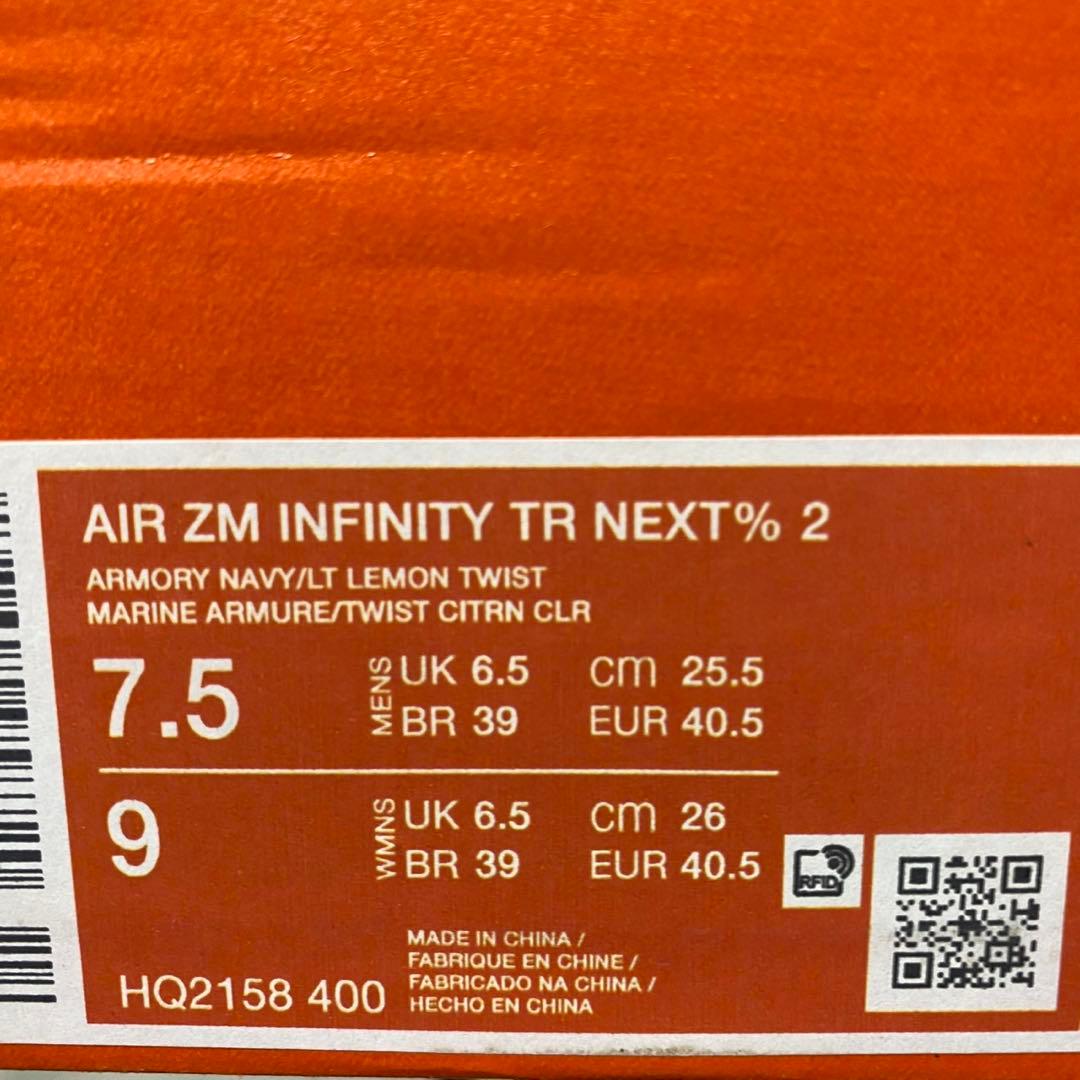 AIR ZM INFINITY TR NEXT% 2
ARMORY NAVY/LT LEMON TWIST
MARINE ARMURE/TWIST CITRN CLR
7.5 MENS UK 6.5 cm 25.5
BR 39 EUR 40.5
9 WMNS UK 6.5 cm 26
BR 39 EUR 40.5
RFID
MADE IN CHINA /
FABRIQUE EN CHINE /
FABRICADO NA CHINA /
HECHO EN CHINA
HQ2158 400